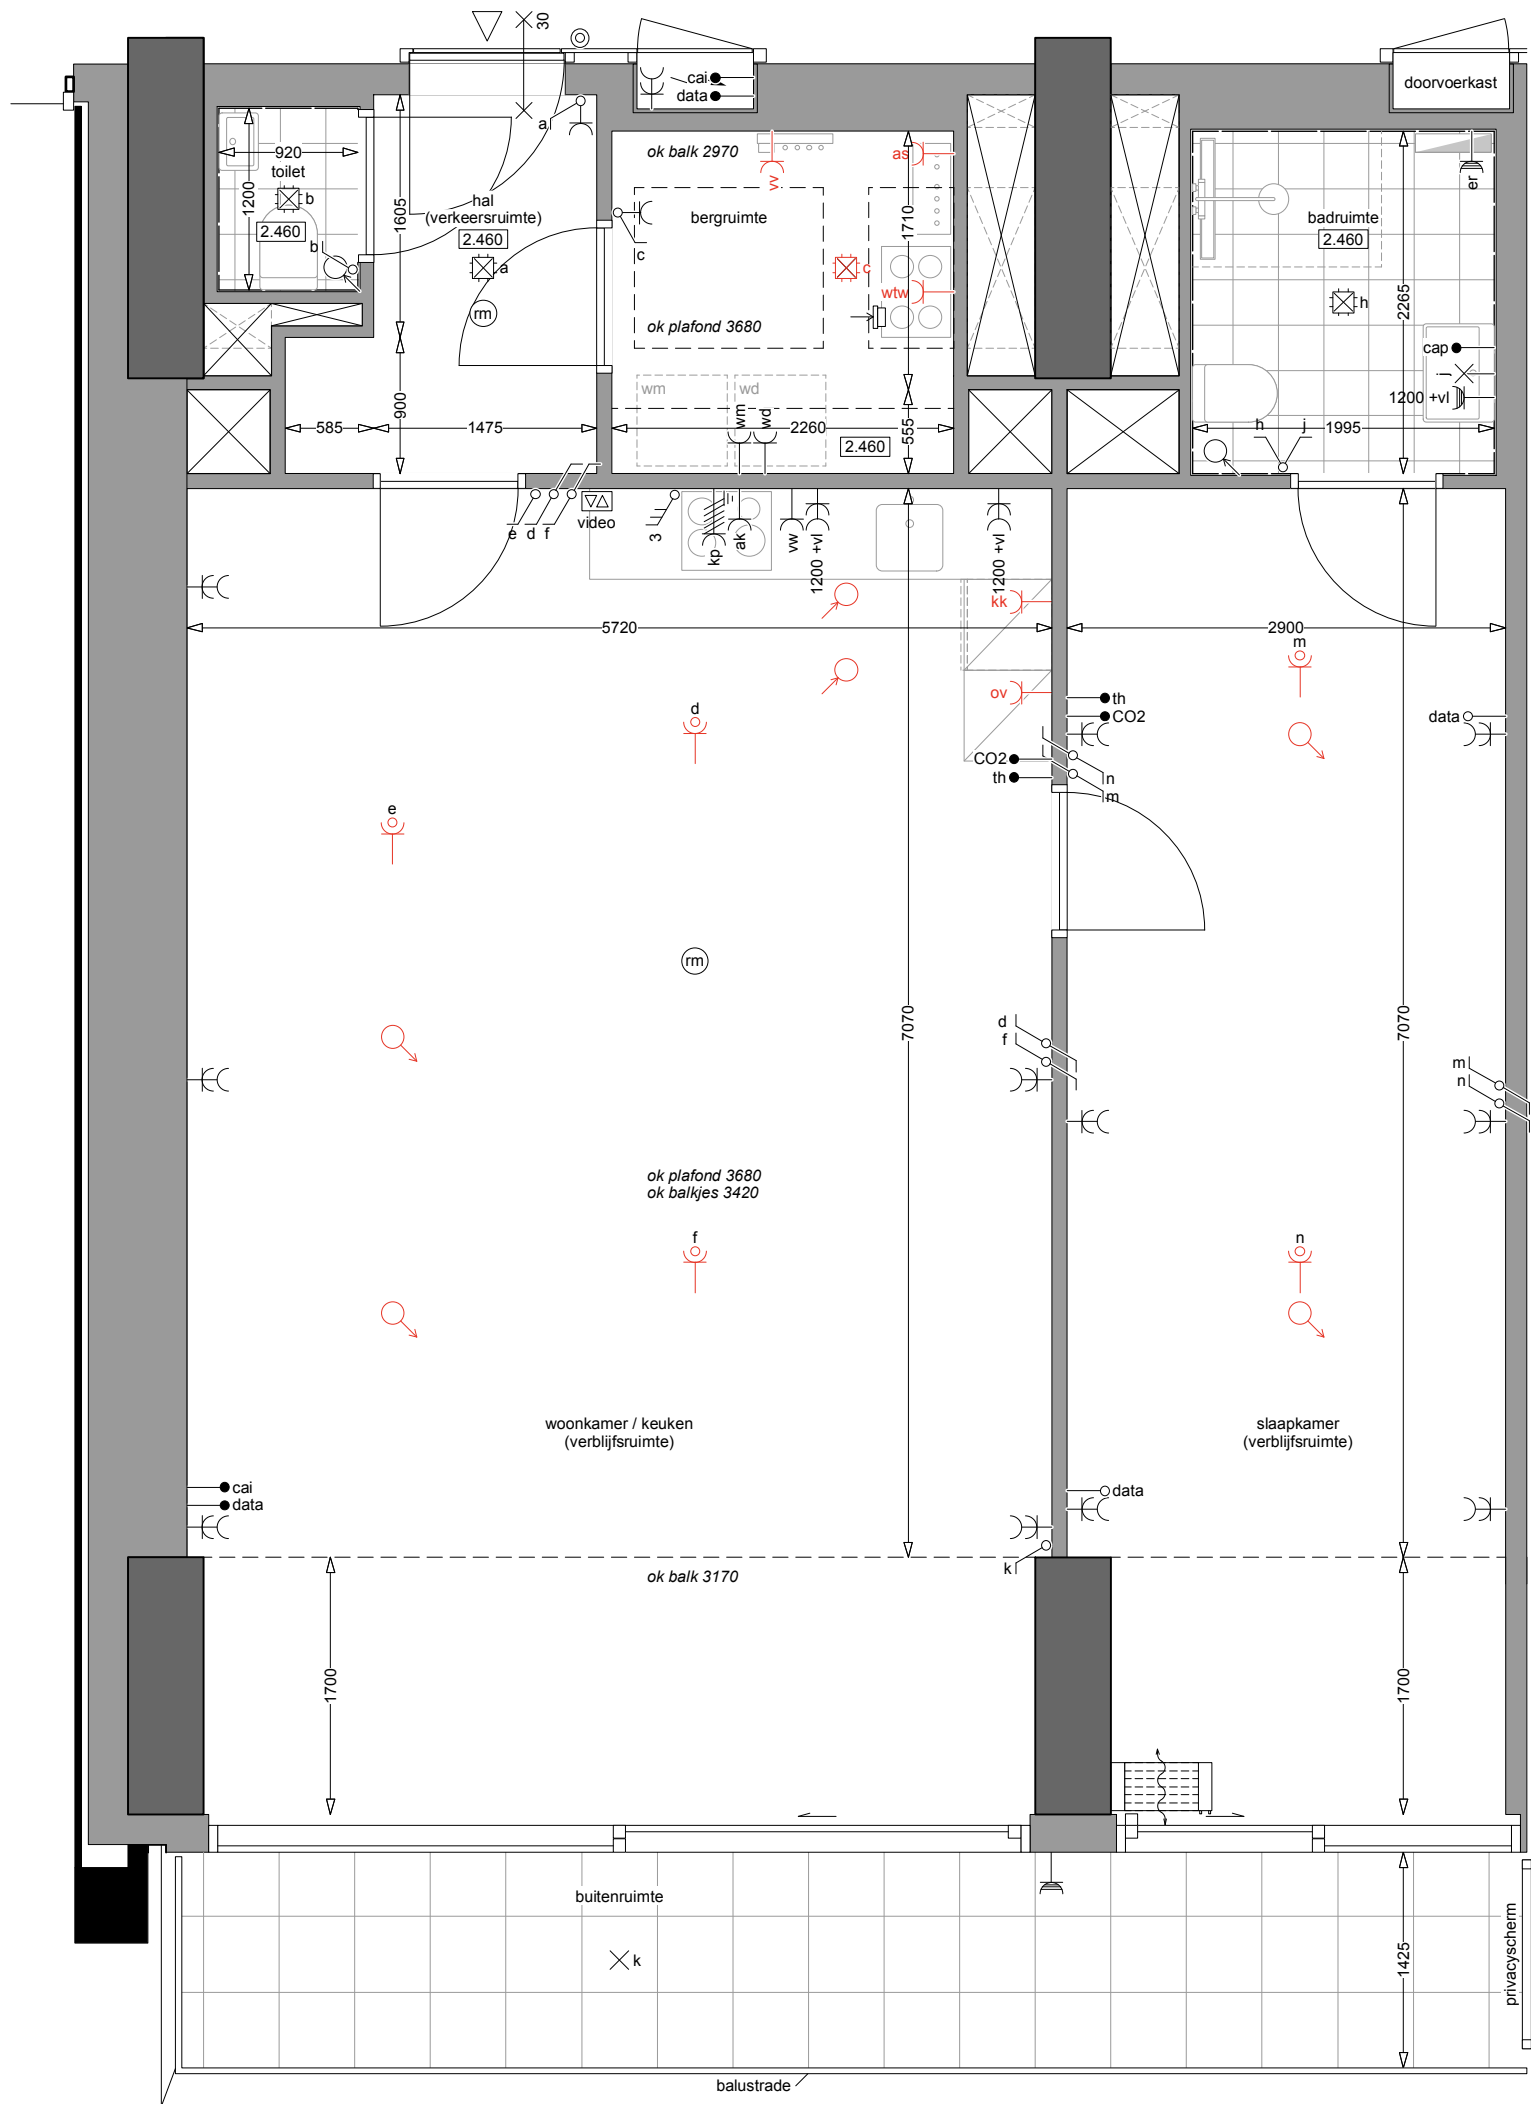 30
cai
data
doorvoerkast
a
920
toilet
b
1200
2.460
b
hal
(verkeersruimte)
2.460
a
rm
1605
900
585
1475
ok balk 2970
vv
as
bergruimte
1710
c
c
wtw
ok plafond 3680
wm
wd
wm
wd
2260
555
2.460
er
badruimte
2.460
h
2265
cap
j
1200 +vl
h
j
1995
e
d
f
video
3
kp
ak
vw
1200 +vl
1200 +vl
kk
5720
2900
m
th
CO2
data
ov
d
CO2
th
n
m
e
rm
7070
7070
d
f
m
n
ok plafond 3680
ok balkjes 3420
f
n
woonkamer / keuken
(verblijfsruimte)
slaapkamer
(verblijfsruimte)
cai
data
data
k
ok balk 3170
1700
1700
buitenruimte
k
1425
privacyscherm
balustrade